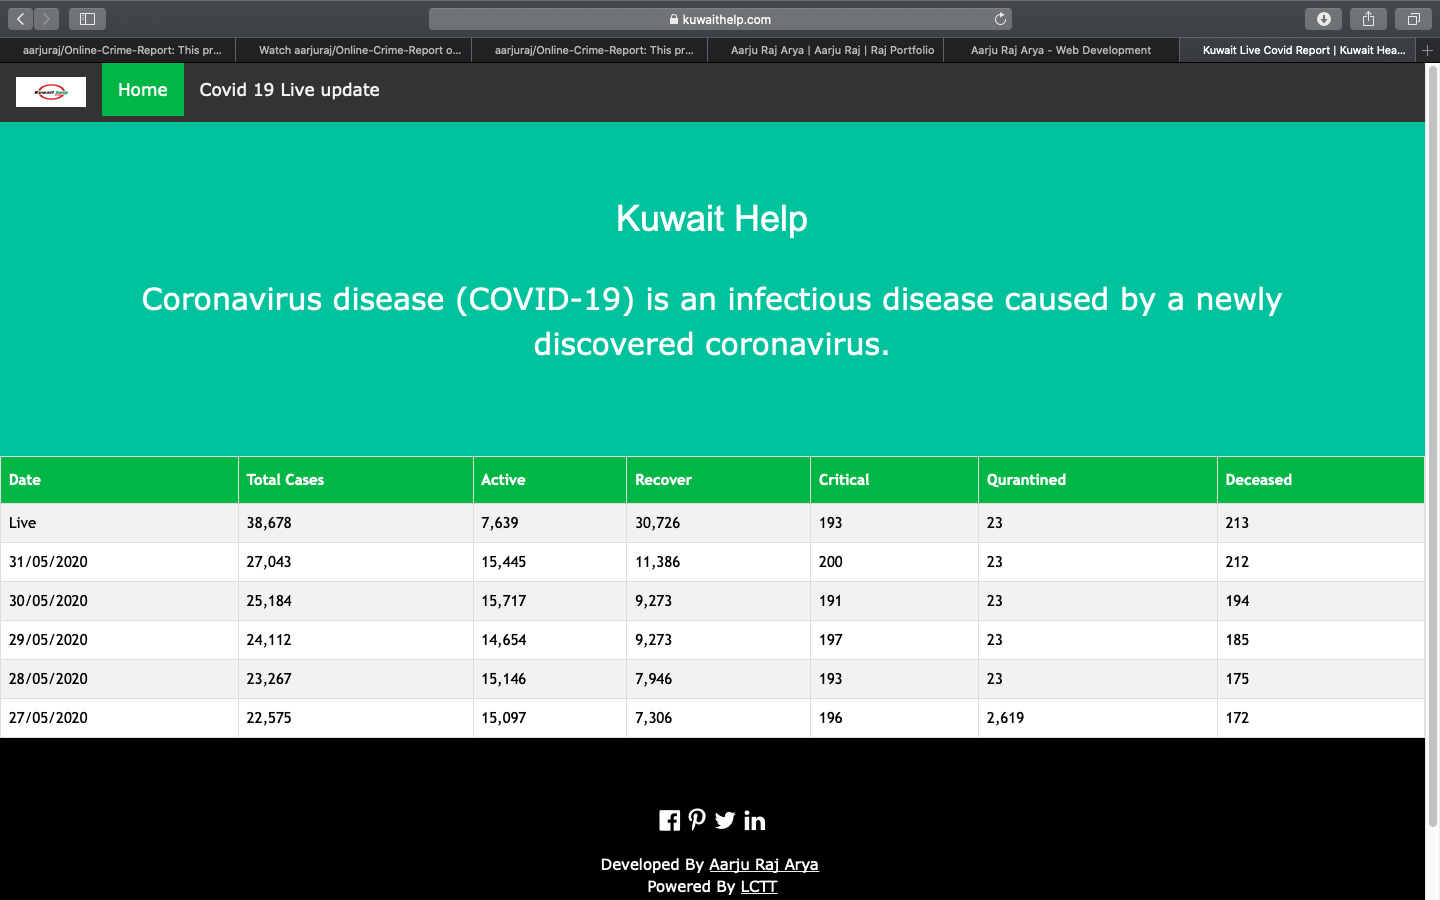 kuwaithelp.com
aarjuraj/Online-Crime-Report: This pr...
Watch aarjuraj/Online-Crime-Report o...
aarjuraj/Online-Crime-Report: This pr...
Aarju Raj Arya | Aarju Raj | Raj Portfolio
Aarju Raj Arya - Web Development
Kuwait Live Covid Report | Kuwait Hea...
Kuwait help
Home
Covid 19 Live update
Kuwait Help
Coronavirus disease (COVID-19) is an infectious disease caused by a newly
discovered coronavirus.
Date Total Cases Active Recover Critical Qurantined Deceased
Live 38,678 7,639 30,726 193 23 213
31/05/2020 27,043 15,445 11,386 200 23 212
30/05/2020 25,184 15,717 9,273 191 23 194
29/05/2020 24,112 14,654 9,273 197 23 185
28/05/2020 23,267 15,146 7,946 193 23 175
27/05/2020 22,575 15,097 7,306 196 2,619 172
Developed By Aarju Raj Arya
Powered By LCTT